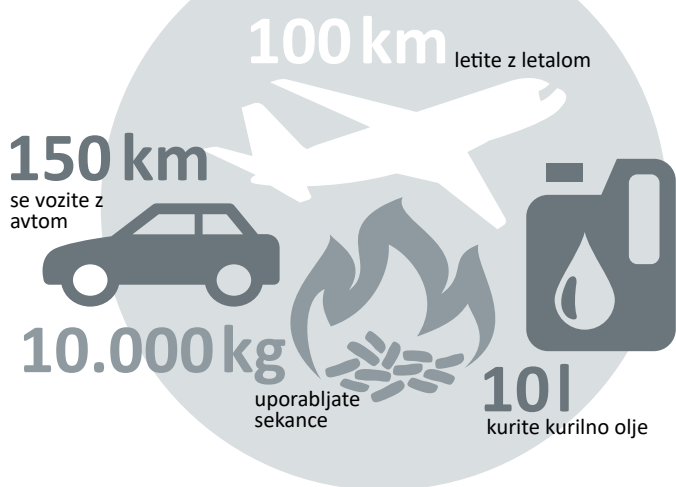 100 km
letite z letalom
150 km
se vozite z
avtom
10.000 kg
uporabljate
sekance
10 l
kurite kurilno olje